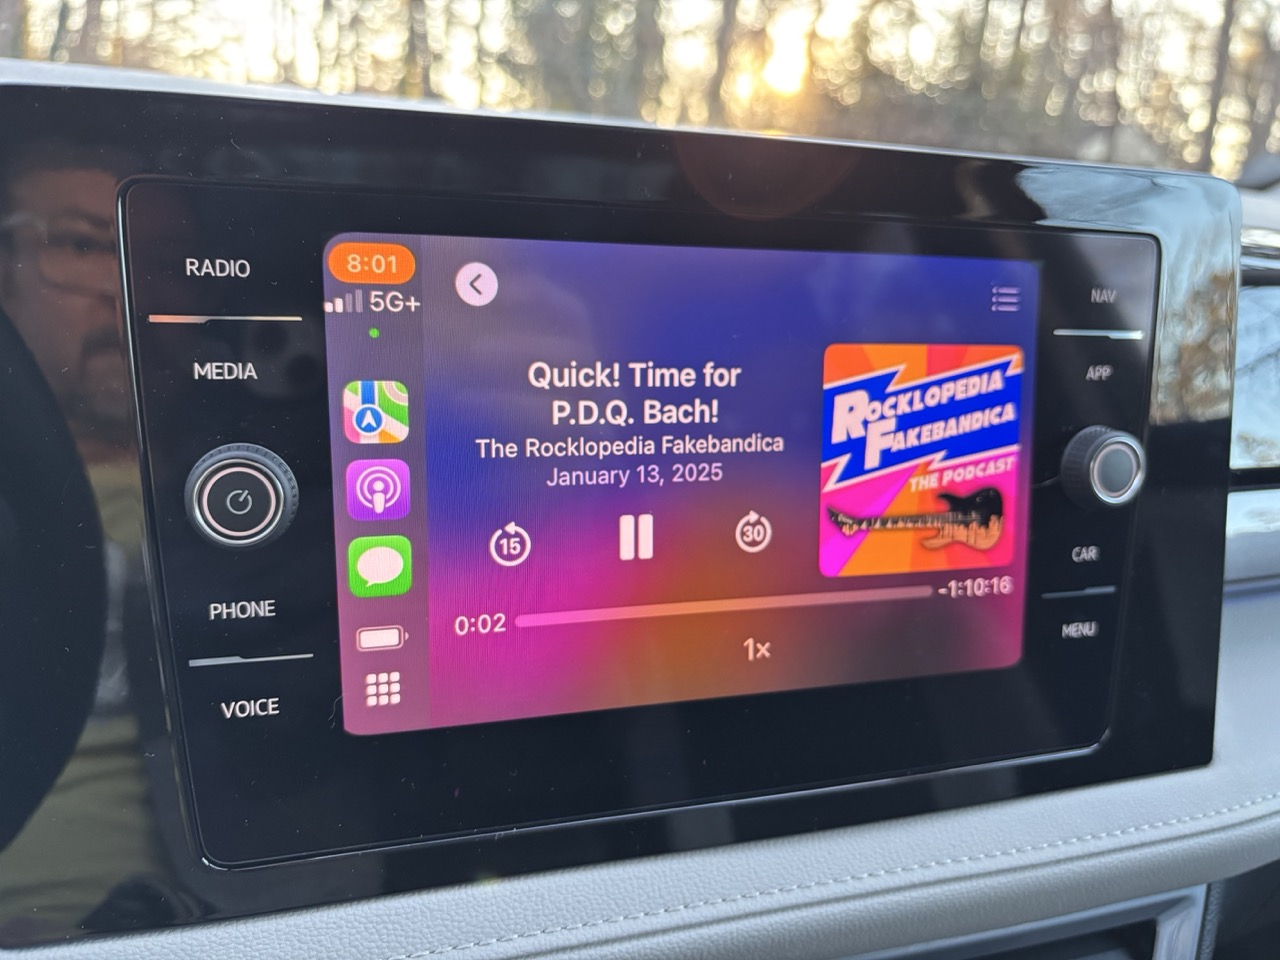 RADIO
MEDIA
PHONE
VOICE
8:01
5G+
Quick! Time for
P.D.Q. Bach!
The Rocklopedia Fakebandica
January 13, 2025
15
30
0:02
-1:10:16
1x
ROCKLOPEDIA
FAKEBANDICA
THE PODCAST
NAV
APP
CAR
MENU